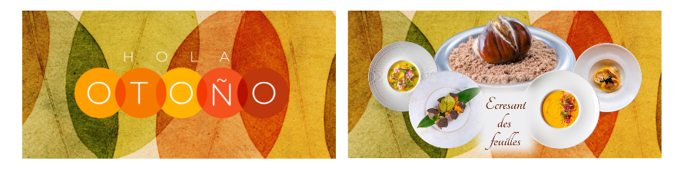 HOLA
OTOÑO
Ecresant
des
feuilles